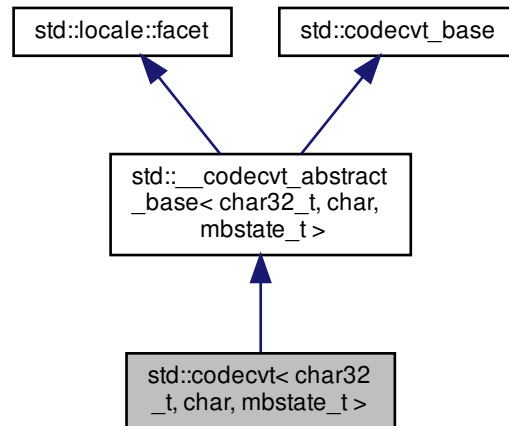 std::locale::facet
std::codecvt_base
std::__codecvt_abstract
_base< char32_t, char,
mbstate_t >
std::codecvt< char32
_t, char, mbstate_t >